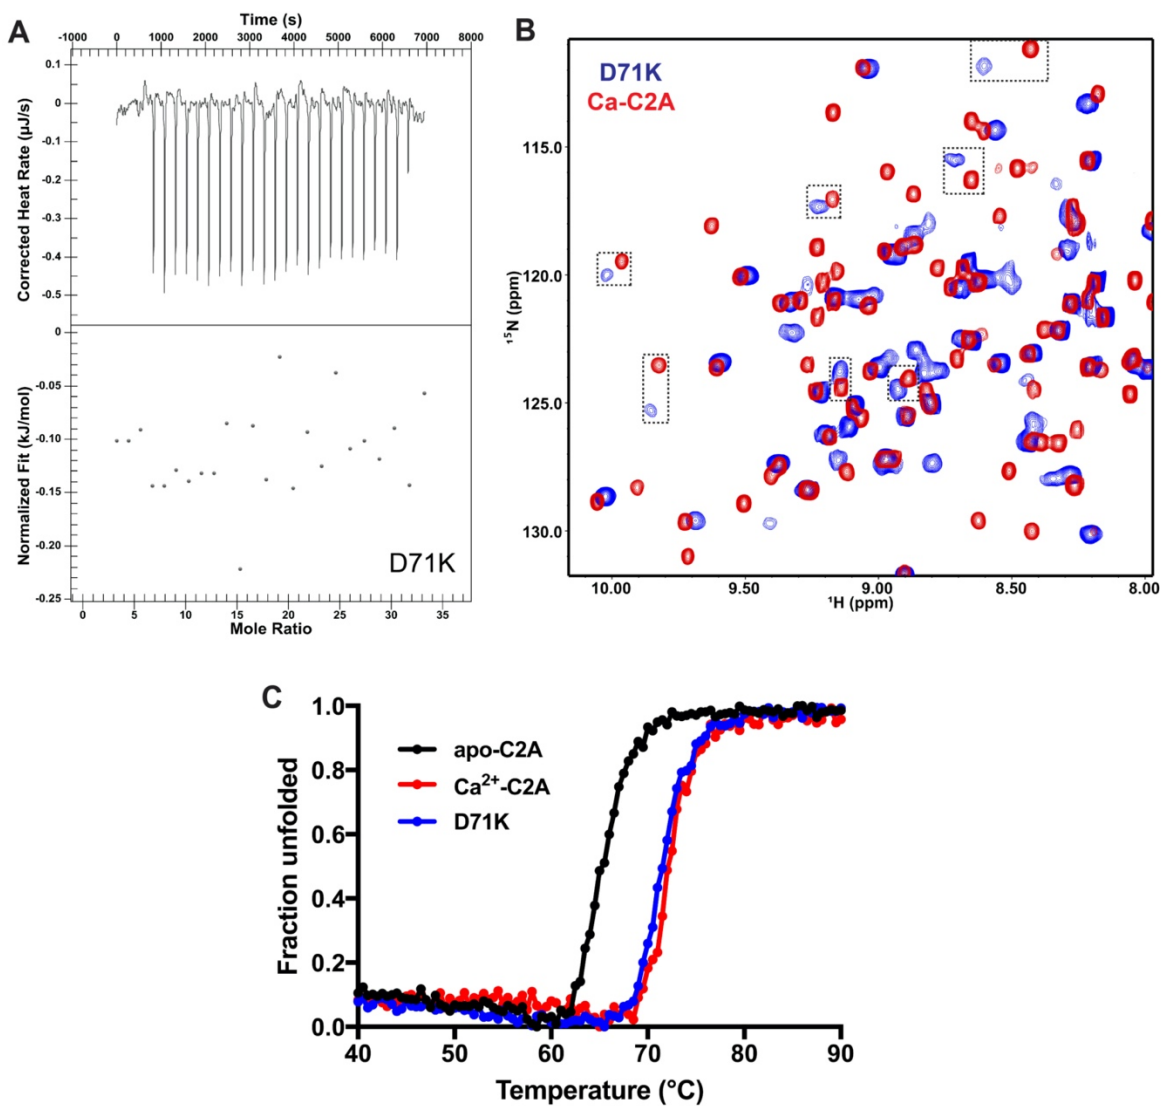 A
Time (s)
-1000 0 1000 2000 3000 4000 5000 6000 7000 8000
Corrected Heat Rate (μJ/s)
0.1
0
-0.1
-0.2
-0.3
-0.4
-0.5
Normalized Fit (kJ/mol)
0
-0.05
-0.10
-0.15
-0.20
-0.25
D71K
0 5 10 15 20 25 30 35
Mole Ratio
B
D71K
Ca-C2A
¹⁵N (ppm)
115.0
120.0
125.0
130.0
10.00 9.50 9.00 8.50 8.00
¹H (ppm)
C
Fraction unfolded
1.0
0.8
0.6
0.4
0.2
0.0
apo-C2A
Ca²⁺-C2A
D71K
40 50 60 70 80 90
Temperature (°C)